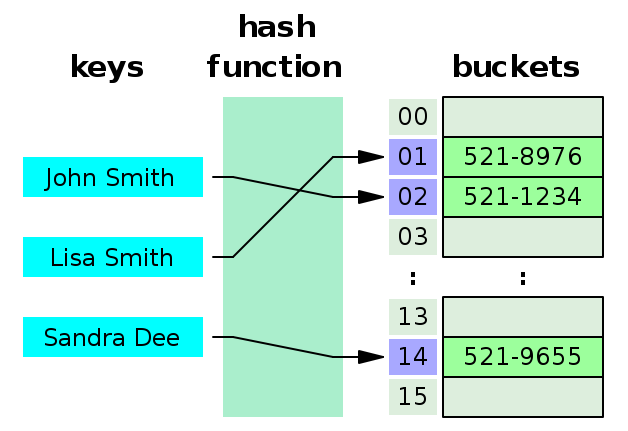 hash
keys function buckets
00
01 521-8976
John Smith
02 521-1234
03
Lisa Smith
: :
13
Sandra Dee
14 521-9655
15